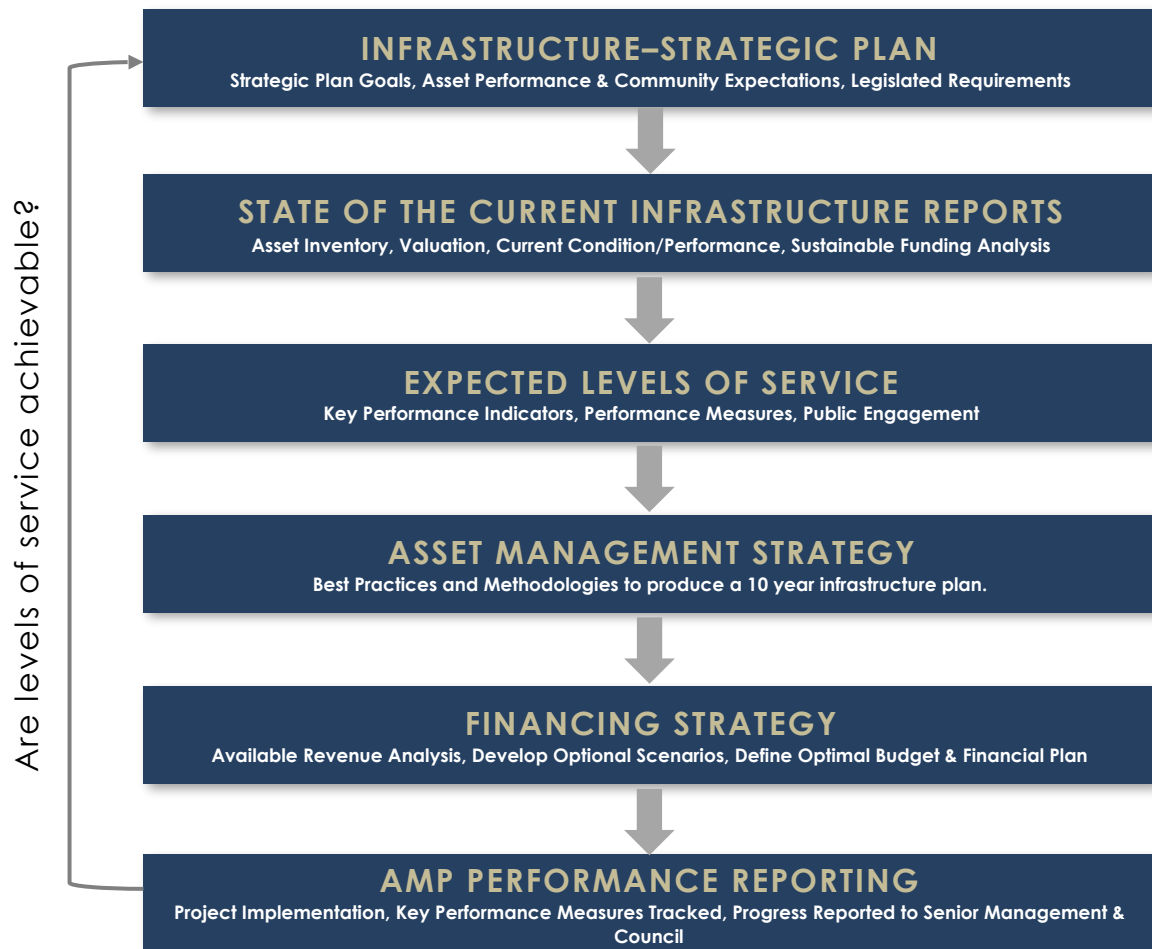 INFRASTRUCTURE–STRATEGIC PLAN
Strategic Plan Goals, Asset Performance & Community Expectations, Legislated Requirements
STATE OF THE CURRENT INFRASTRUCTURE REPORTS
Asset Inventory, Valuation, Current Condition/Performance, Sustainable Funding Analysis
EXPECTED LEVELS OF SERVICE
Key Performance Indicators, Performance Measures, Public Engagement
ASSET MANAGEMENT STRATEGY
Best Practices and Methodologies to produce a 10 year infrastructure plan.
FINANCING STRATEGY
Available Revenue Analysis, Develop Optional Scenarios, Define Optimal Budget & Financial Plan
AMP PERFORMANCE REPORTING
Project Implementation, Key Performance Measures Tracked, Progress Reported to Senior Management &
Council
Are levels of service achievable?